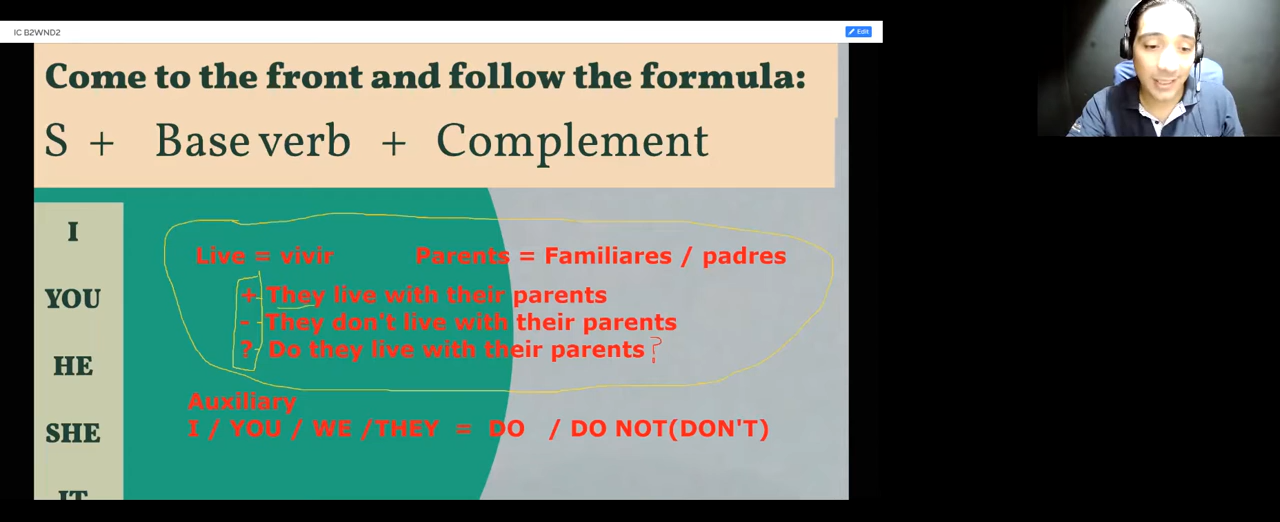 IC B2WND2
Edit
Come to the front and follow the formula:
S + Base verb + Complement
I
YOU
HE
SHE
IT
Live = vivir Parents = Familiares / padres
+- They live with their parents
- - They don't live with their parents
?- Do they live with their parents?
Auxiliary
I / YOU / WE /THEY = DO / DO NOT(DON'T)